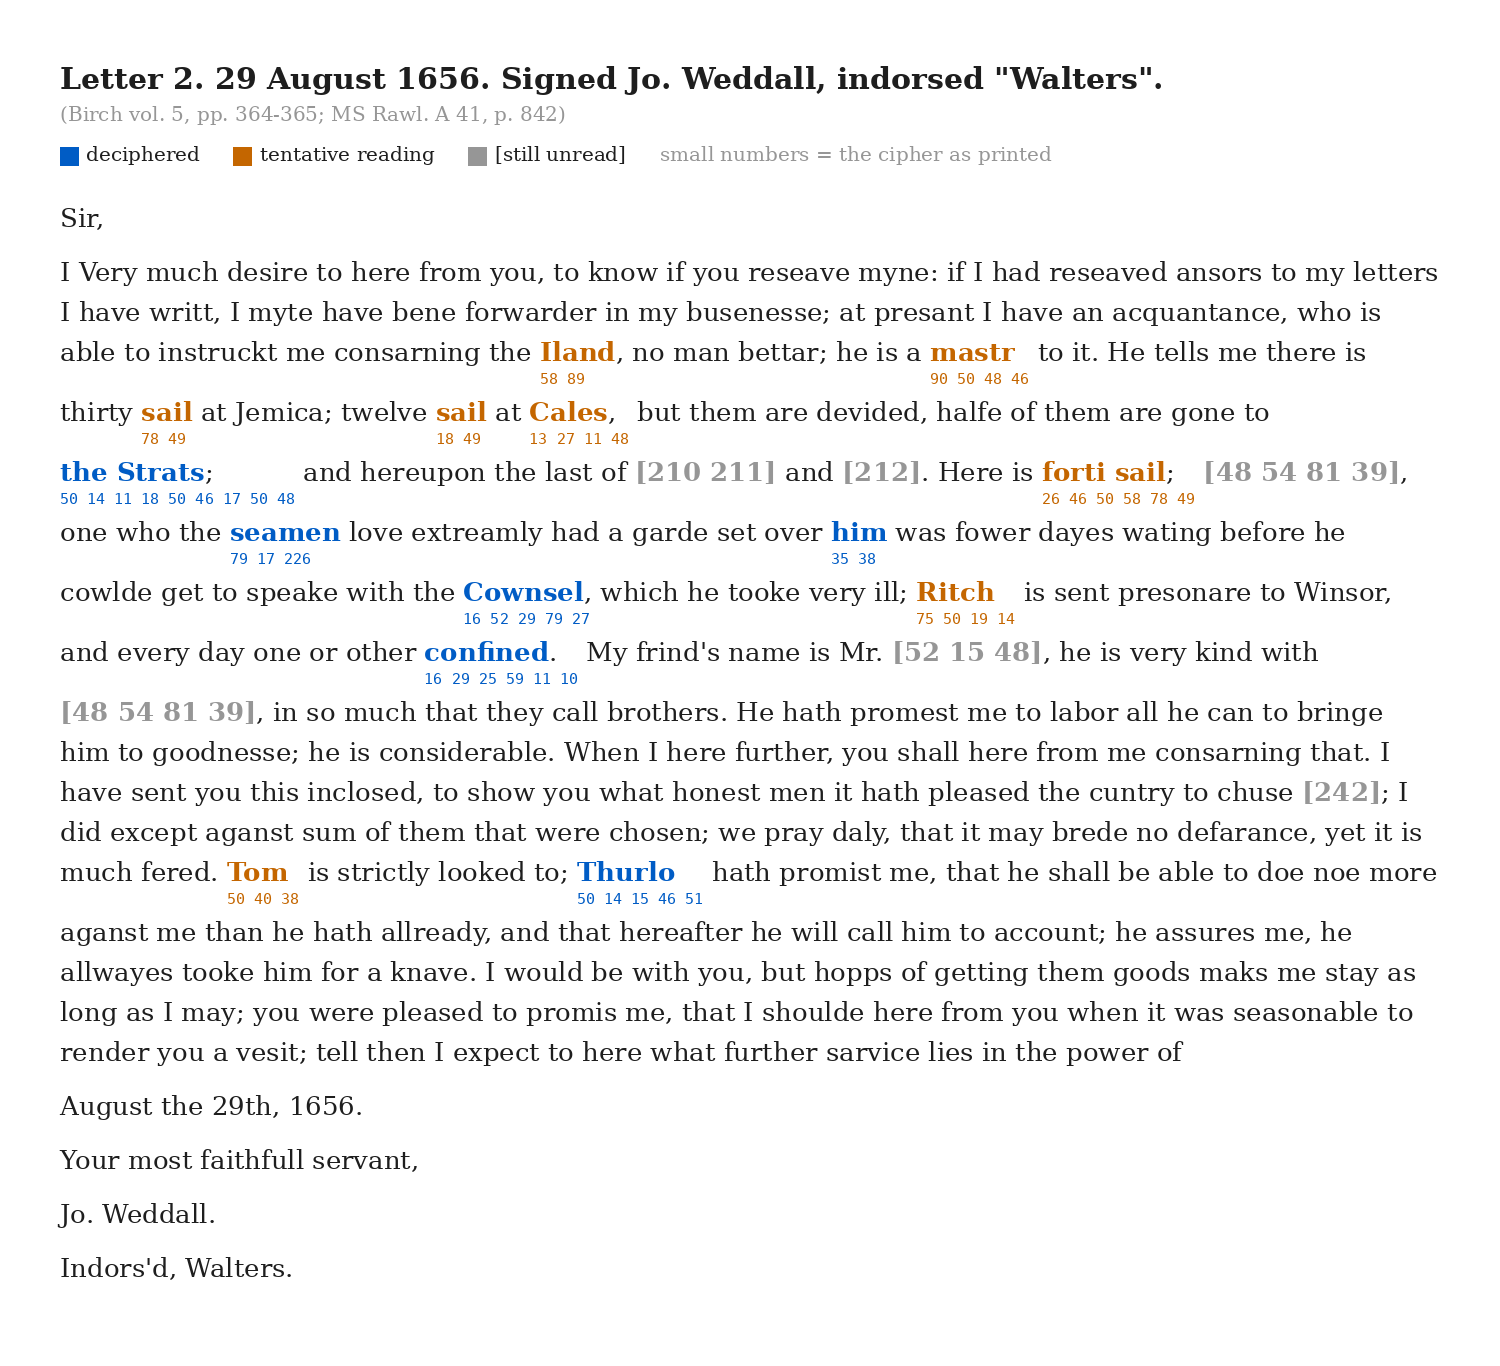 Letter 2. 29 August 1656. Signed Jo. Weddall, indorsed "Walters".
(Birch vol. 5, pp. 364-365; MS Rawl. A 41, p. 842)
deciphered tentative reading [still unread] small numbers = the cipher as printed
Sir,
I Very much desire to here from you, to know if you reseave myne: if I had reseaved ansors to my letters
I have writt, I myte have bene forwarder in my busenesse; at presant I have an acquantance, who is
able to instruckt me consarning the Iland, no man bettar; he is a mastr to it. He tells me there is
58 89 90 50 48 46
thirty sail at Jemica; twelve sail at Cales, but them are devided, halfe of them are gone to
78 49 18 49 13 27 11 48
the Strats; and hereupon the last of [210 211] and [212]. Here is forti sail; [48 54 81 39],
50 14 11 18 50 46 17 50 48 26 46 50 58 78 49
one who the seamen love extreamly had a garde set over him was fower dayes wating before he
79 17 226 35 38
cowlde get to speake with the Cownsel, which he tooke very ill; Ritch is sent presonare to Winsor,
16 52 29 79 27 75 50 19 14
and every day one or other confined. My frind's name is Mr. [52 15 48], he is very kind with
16 29 25 59 11 10
[48 54 81 39], in so much that they call brothers. He hath promest me to labor all he can to bringe
him to goodnesse; he is considerable. When I here further, you shall here from me consarning that. I
have sent you this inclosed, to show you what honest men it hath pleased the cuntry to chuse [242]; I
did except aganst sum of them that were chosen; we pray daly, that it may brede no defarance, yet it is
much fered. Tom is strictly looked to; Thurlo hath promist me, that he shall be able to doe noe more
50 40 38 50 14 15 46 51
aganst me than he hath allready, and that hereafter he will call him to account; he assures me, he
allwayes tooke him for a knave. I would be with you, but hopps of getting them goods maks me stay as
long as I may; you were pleased to promis me, that I shoulde here from you when it was seasonable to
render you a vesit; tell then I expect to here what further sarvice lies in the power of
August the 29th, 1656.
Your most faithfull servant,
Jo. Weddall.
Indors'd, Walters.